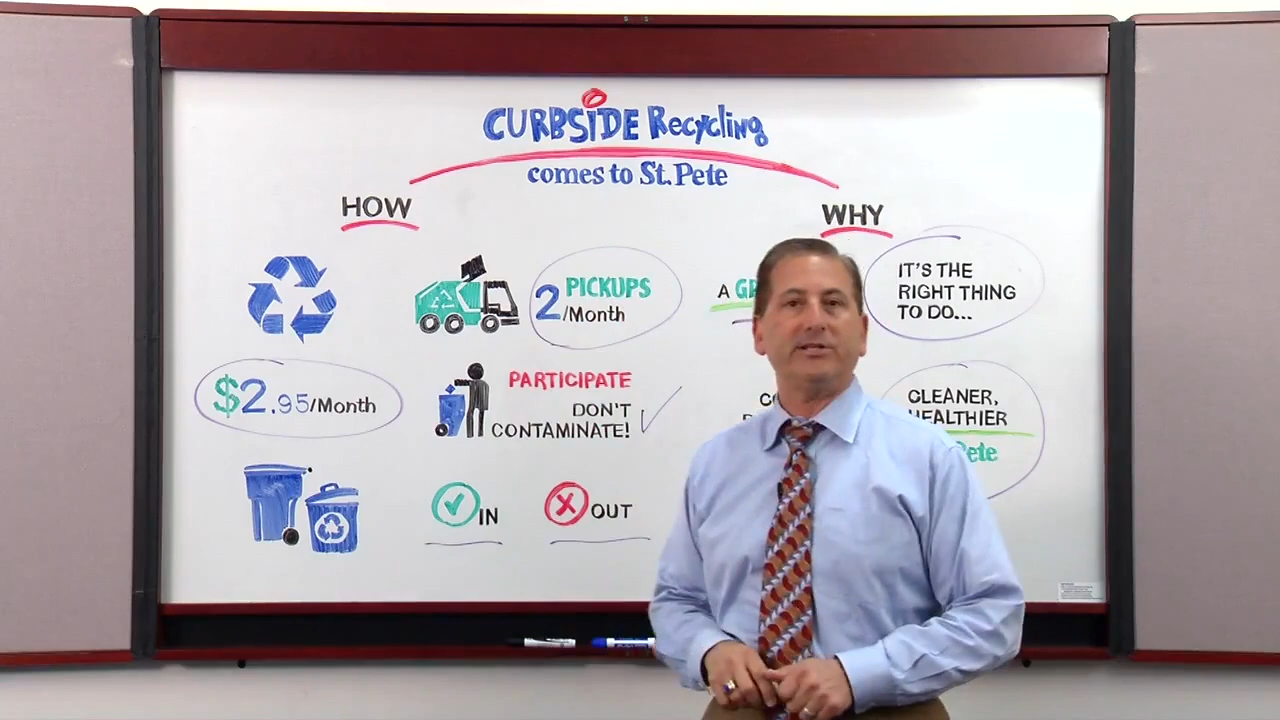 CURBSiDE Recycling
comes to St. Pete
HOW
2 PICKUPS
/Month
$2.95/Month
PARTICIPATE
DON'T
CONTAMINATE!
IN
OUT
WHY
A
IT'S THE
RIGHT THING
TO DO...
CLEANER,
HEALTHIER
Pete